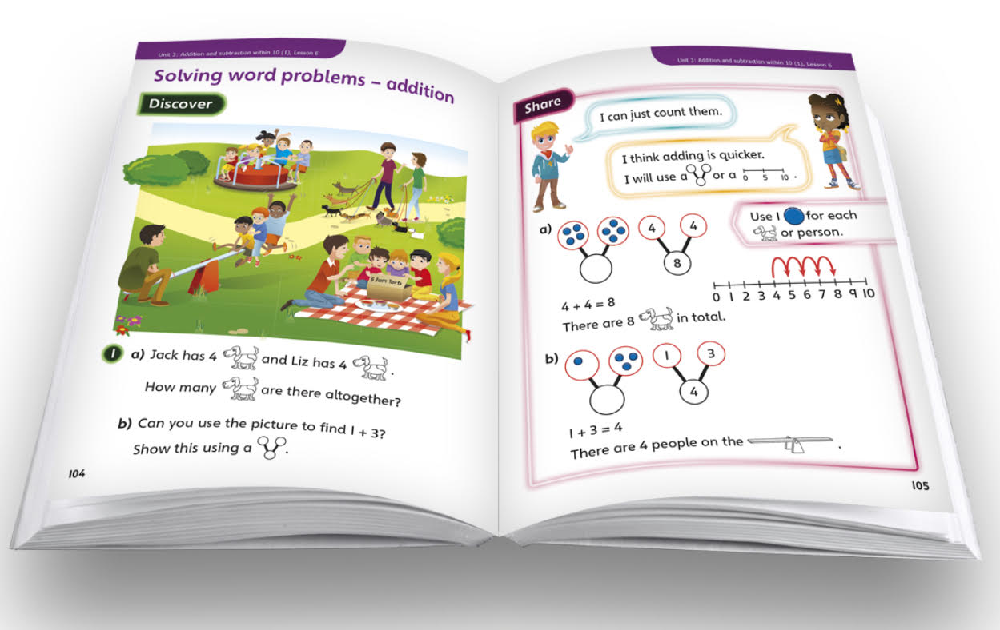 Unit 3: Addition and subtraction within 10 (1), Lesson 6
Solving word problems – addition
Discover
6 Jam Tarts
1 a) Jack has 4 and Liz has 4 .
How many are there altogether?
b) Can you use the picture to find 1 + 3?
Show this using a .
104
Unit 3: Addition and subtraction within 10 (1), Lesson 6
Share
I can just count them.
I think adding is quicker.
I will use a or a 0 5 10 .
Use 1 for each
or person.
a)
4 4
8
0 1 2 3 4 5 6 7 8 9 10
4 + 4 = 8
There are 8 in total.
b)
1 3
4
1 + 3 = 4
There are 4 people on the .
105